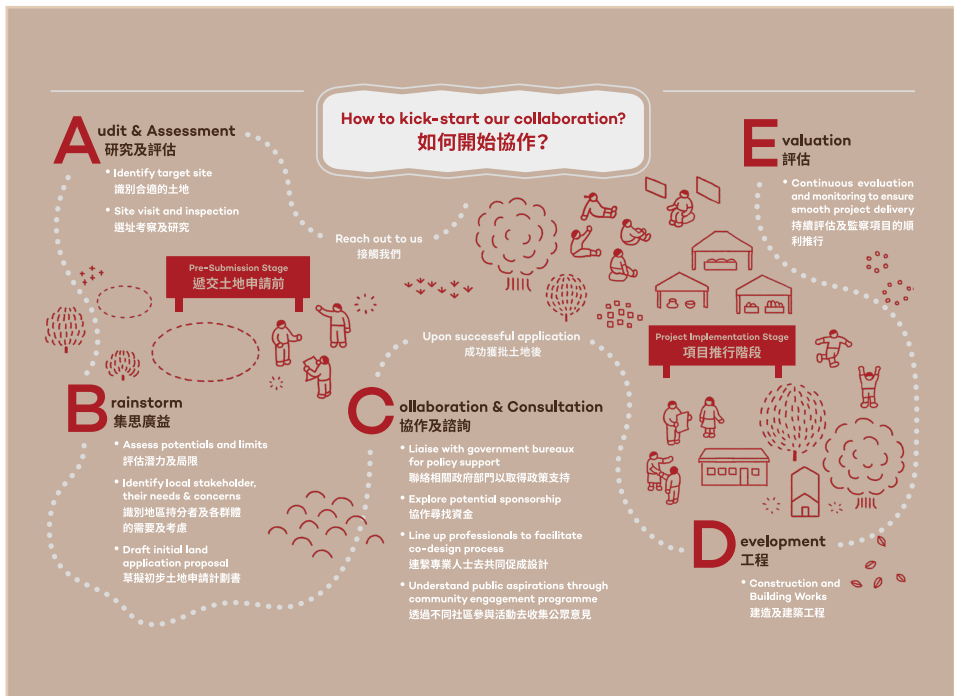 How to kick-start our collaboration?
如何開始協作？
Audit & Assessment
研究及評估
• Identify target site
識別合適的土地
• Site visit and inspection
選址考察及研究
Reach out to us
接觸我們
Pre-Submission Stage
遞交土地申請前
Brainstorm
集思廣益
• Assess potentials and limits
評估潛力及局限
• Identify local stakeholder,
their needs & concerns
識別地區持分者及各群體
的需要及考慮
• Draft initial land
application proposal
草擬初步土地申請計劃書
Upon successful application
成功獲批土地後
Collaboration & Consultation
協作及諮詢
• Liaise with government bureaux
for policy support
聯絡相關政府部門以取得政策支持
• Explore potential sponsorship
協作尋找資金
• Line up professionals to facilitate
co-design process
連繫專業人士去共同促成設計
• Understand public aspirations through
community engagement programme
透過不同社區參與活動去收集公眾意見
Project Implementation Stage
項目推行階段
Development
工程
• Construction and
Building Works
建造及建築工程
Evaluation
評估
• Continuous evaluation
and monitoring to ensure
smooth project delivery
持續評估及監察項目的順
利推行